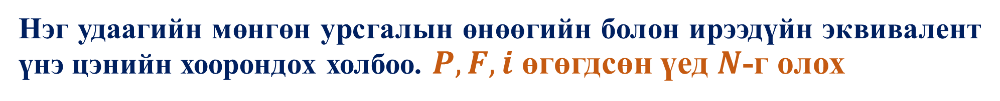 Нэг удаагийн мөнгөн урсгалын өнөөгийн болон ирээдүйн эквивалент
үнэ цэнийн хоорондох холбоо. P, F, i өгөгдсөн үед N-г олох